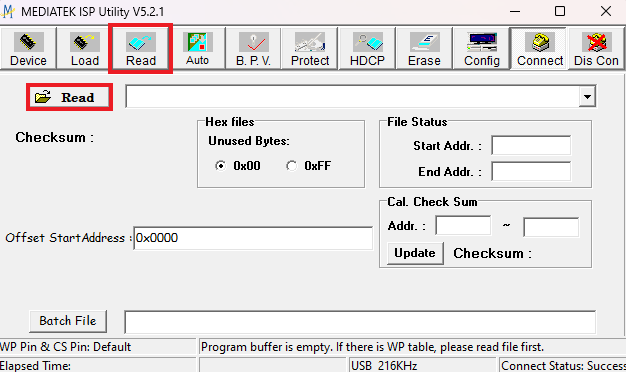 MEDIATEK ISP Utility V5.2.1
Device Load Read Auto B. P. V. Protect HDCP Erase Config Connect Dis Con
Read
Checksum :
Hex files
Unused Bytes:
0x00 0xFF
File Status
Start Addr. :
End Addr. :
Cal. Check Sum
Addr. : ~
Update Checksum :
Offset StartAddress : 0x0000
Batch File
WP Pin & CS Pin: Default Program buffer is empty. If there is WP table, please read file first.
Elapsed Time: USB 216KHz Connect Status: Success